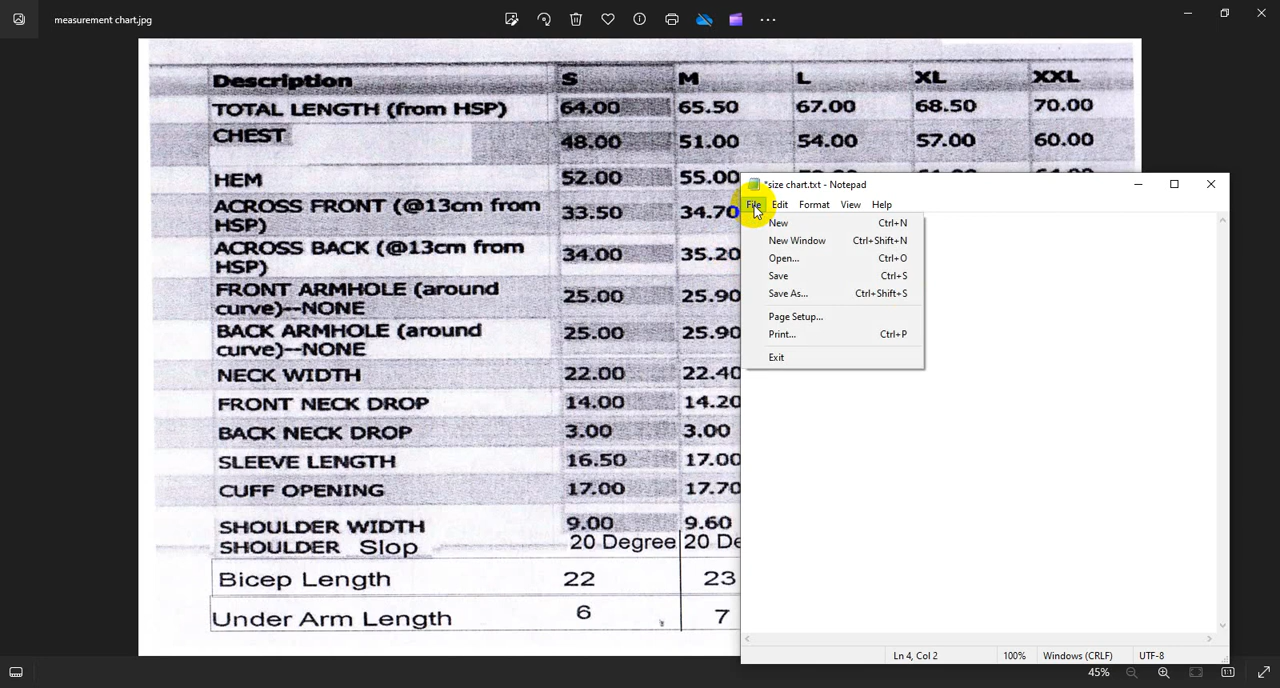 measurement chart.jpg
Description S M L XL XXL
TOTAL LENGTH (from HSP) 64.00 65.50 67.00 68.50 70.00
CHEST 48.00 51.00 54.00 57.00 60.00
HEM 52.00 55.00
ACROSS FRONT (@13cm from
HSP) 33.50 34.70
ACROSS BACK (@13cm from
HSP) 34.00 35.20
FRONT ARMHOLE (around
curve)--NONE 25.00 25.90
BACK ARMHOLE (around
curve)--NONE 25.00 25.90
NECK WIDTH 22.00 22.40
FRONT NECK DROP 14.00 14.20
BACK NECK DROP 3.00 3.00
SLEEVE LENGTH 16.50 17.00
CUFF OPENING 17.00 17.70
SHOULDER WIDTH 9.00 9.60
SHOULDER Slop 20 Degree 20 De
Bicep Length 22 23
Under Arm Length 6 7
*size chart.txt - Notepad
File Edit Format View Help
New Ctrl+N
New Window Ctrl+Shift+N
Open... Ctrl+O
Save Ctrl+S
Save As... Ctrl+Shift+S
Page Setup...
Print... Ctrl+P
Exit
Ln 4, Col 2 100% Windows (CRLF) UTF-8
45%
1:1